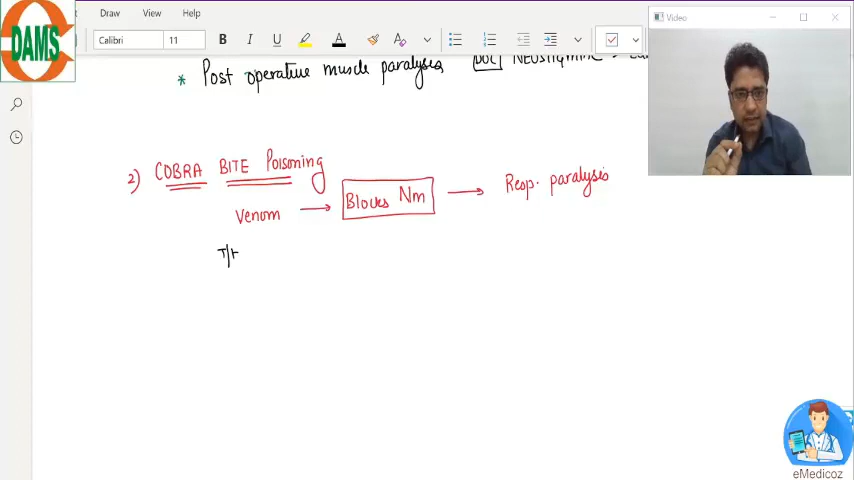 DAMS
Draw View Help
Calibri 11 B I U A
Video
* Post operative muscle paralysis DOC NEOSTIGMINE >
2) COBRA BITE Poisoning
Venom → Blocks Nm → Resp. paralysis
T/t
eMedicoz